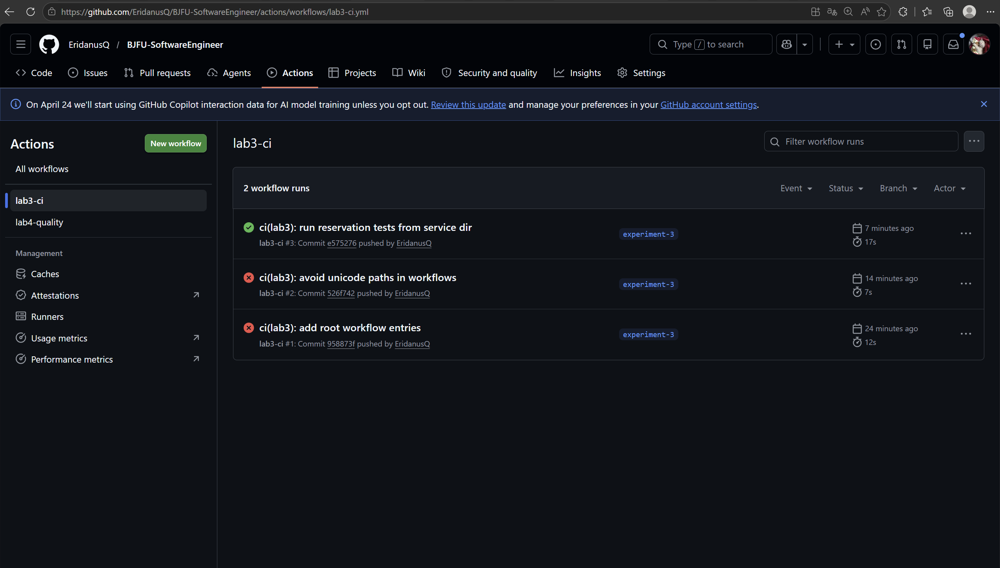 https://github.com/EridanusQ/BJFU-SoftwareEngineer/actions/workflows/lab3-ci.yml
EridanusQ / BJFU-SoftwareEngineer
Type / to search
Code
Issues
Pull requests
Agents
Actions
Projects
Wiki
Security and quality
Insights
Settings
On April 24 we'll start using GitHub Copilot interaction data for AI model training unless you opt out. Review this update and manage your preferences in your GitHub account settings.
Actions
New workflow
All workflows
lab3-ci
lab4-quality
Management
Caches
Attestations
Runners
Usage metrics
Performance metrics
lab3-ci
Filter workflow runs
2 workflow runs
Event
Status
Branch
Actor
ci(lab3): run reservation tests from service dir
lab3-ci #3: Commit e575276 pushed by EridanusQ
experiment-3
7 minutes ago
17s
ci(lab3): avoid unicode paths in workflows
lab3-ci #2: Commit 526f742 pushed by EridanusQ
experiment-3
14 minutes ago
7s
ci(lab3): add root workflow entries
lab3-ci #1: Commit 958873f pushed by EridanusQ
experiment-3
24 minutes ago
12s